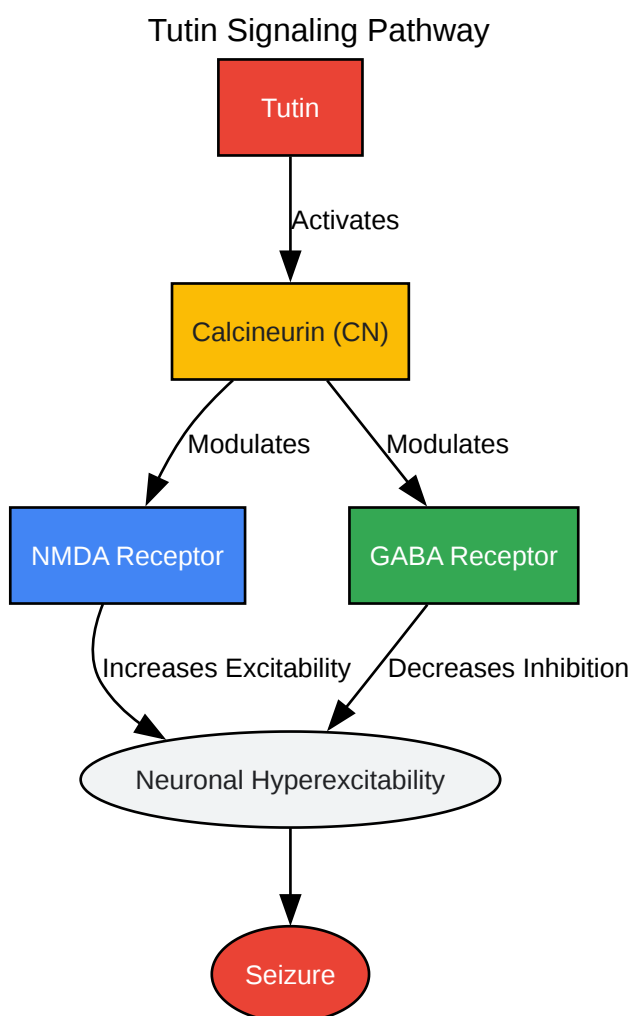 Tutin Signaling Pathway
Tutin
Activates
Calcineurin (CN)
Modulates
Modulates
NMDA Receptor
GABA Receptor
Increases Excitability
Decreases Inhibition
Neuronal Hyperexcitability
Seizure